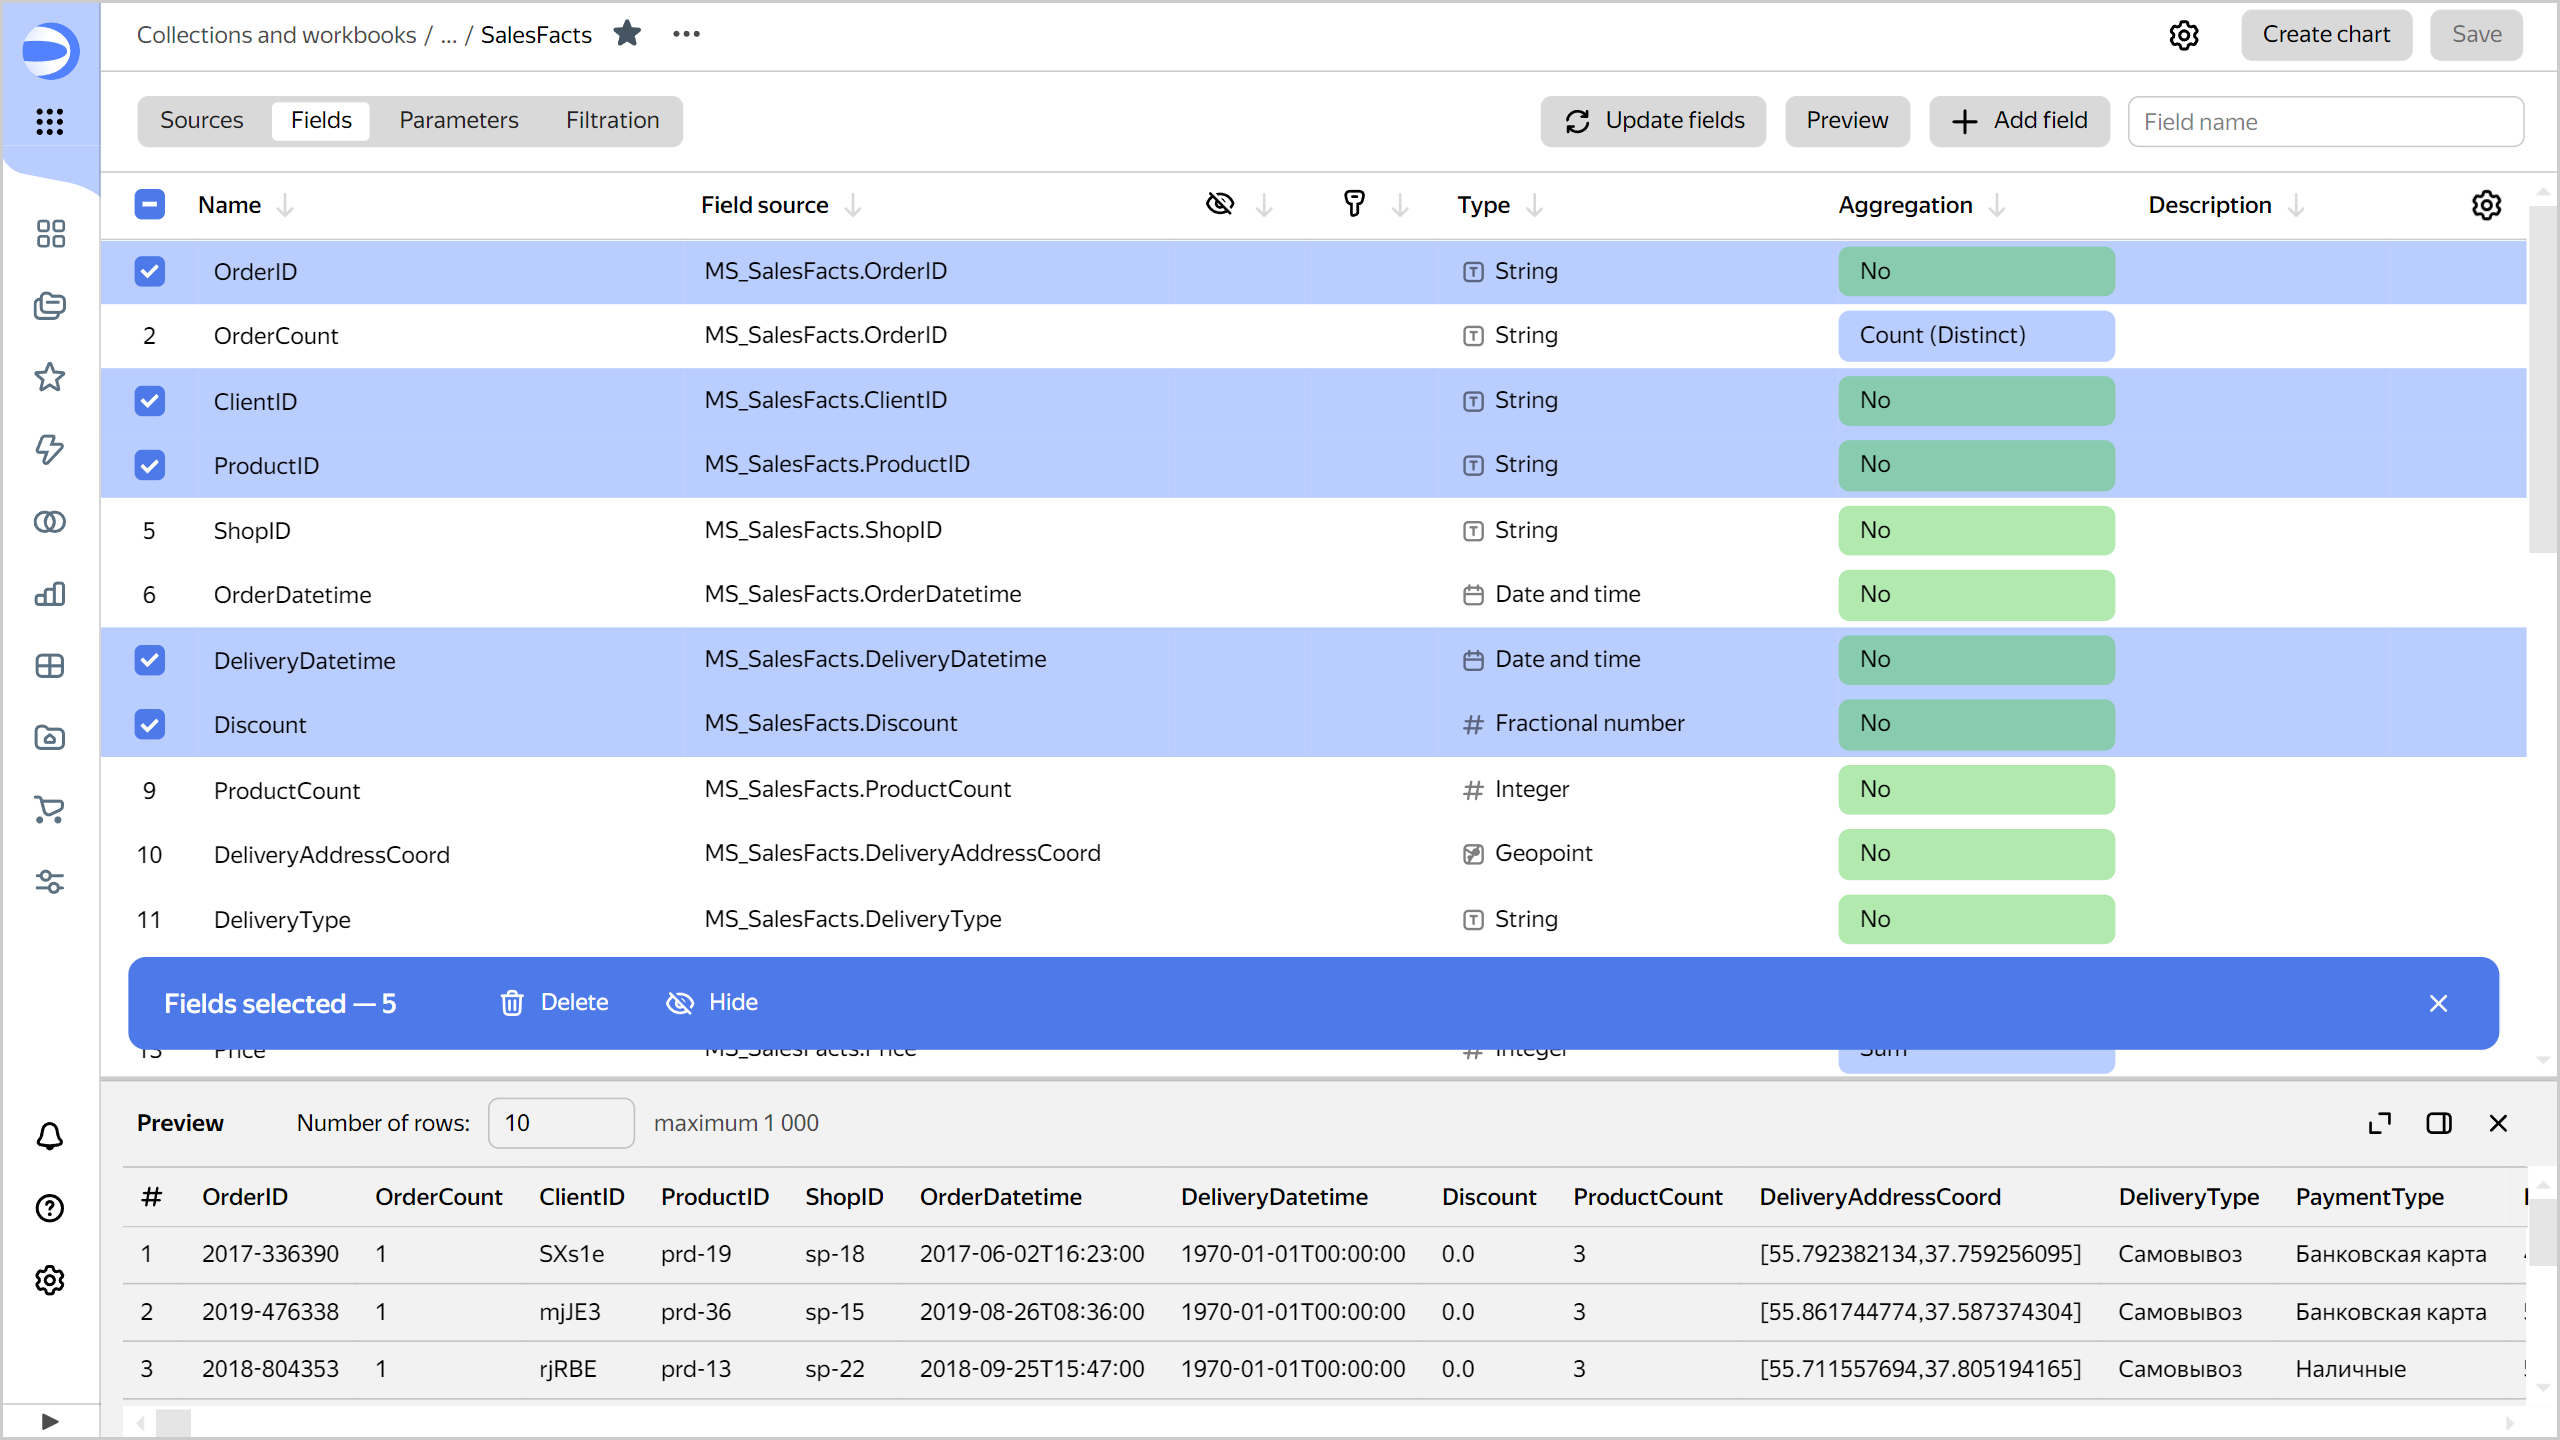 Collections and workbooks / ... / SalesFacts
Create chart
Save
Sources
Fields
Parameters
Filtration
Update fields
Preview
Add field
Field name
Name Field source Type Aggregation Description
OrderID MS_SalesFacts.OrderID String No
2 OrderCount MS_SalesFacts.OrderID String Count (Distinct)
ClientID MS_SalesFacts.ClientID String No
ProductID MS_SalesFacts.ProductID String No
5 ShopID MS_SalesFacts.ShopID String No
6 OrderDatetime MS_SalesFacts.OrderDatetime Date and time No
DeliveryDatetime MS_SalesFacts.DeliveryDatetime Date and time No
Discount MS_SalesFacts.Discount Fractional number No
9 ProductCount MS_SalesFacts.ProductCount Integer No
10 DeliveryAddressCoord MS_SalesFacts.DeliveryAddressCoord Geopoint No
11 DeliveryType MS_SalesFacts.DeliveryType String No
Fields selected — 5 Delete Hide
13 Price MS_SalesFacts.Price Integer Sum
Preview Number of rows: 10 maximum 1 000
# OrderID OrderCount ClientID ProductID ShopID OrderDatetime DeliveryDatetime Discount ProductCount DeliveryAddressCoord DeliveryType PaymentType
1 2017-336390 1 SXs1e prd-19 sp-18 2017-06-02T16:23:00 1970-01-01T00:00:00 0.0 3 [55.792382134,37.759256095] Самовывоз Банковская карта
2 2019-476338 1 mjJE3 prd-36 sp-15 2019-08-26T08:36:00 1970-01-01T00:00:00 0.0 3 [55.861744774,37.587374304] Самовывоз Банковская карта
3 2018-804353 1 rjRBE prd-13 sp-22 2018-09-25T15:47:00 1970-01-01T00:00:00 0.0 3 [55.711557694,37.805194165] Самовывоз Наличные